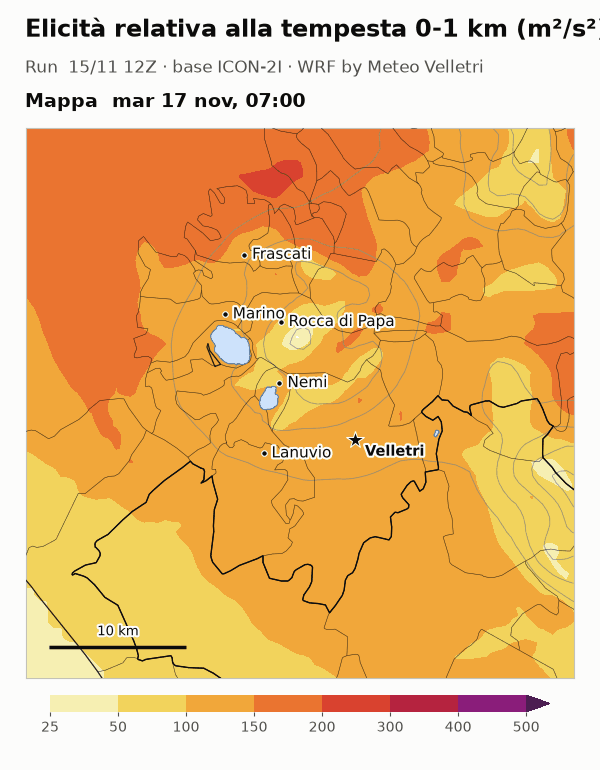 Elicità relativa alla tempesta 0-1 km (m²/s²)
Run 15/11 12Z · base ICON-2I · WRF by Meteo Velletri
Mappa mar 17 nov, 07:00
Frascati
Marino
Rocca di Papa
Nemi
Velletri
Lanuvio
10 km
25 50 100 150 200 300 400 500